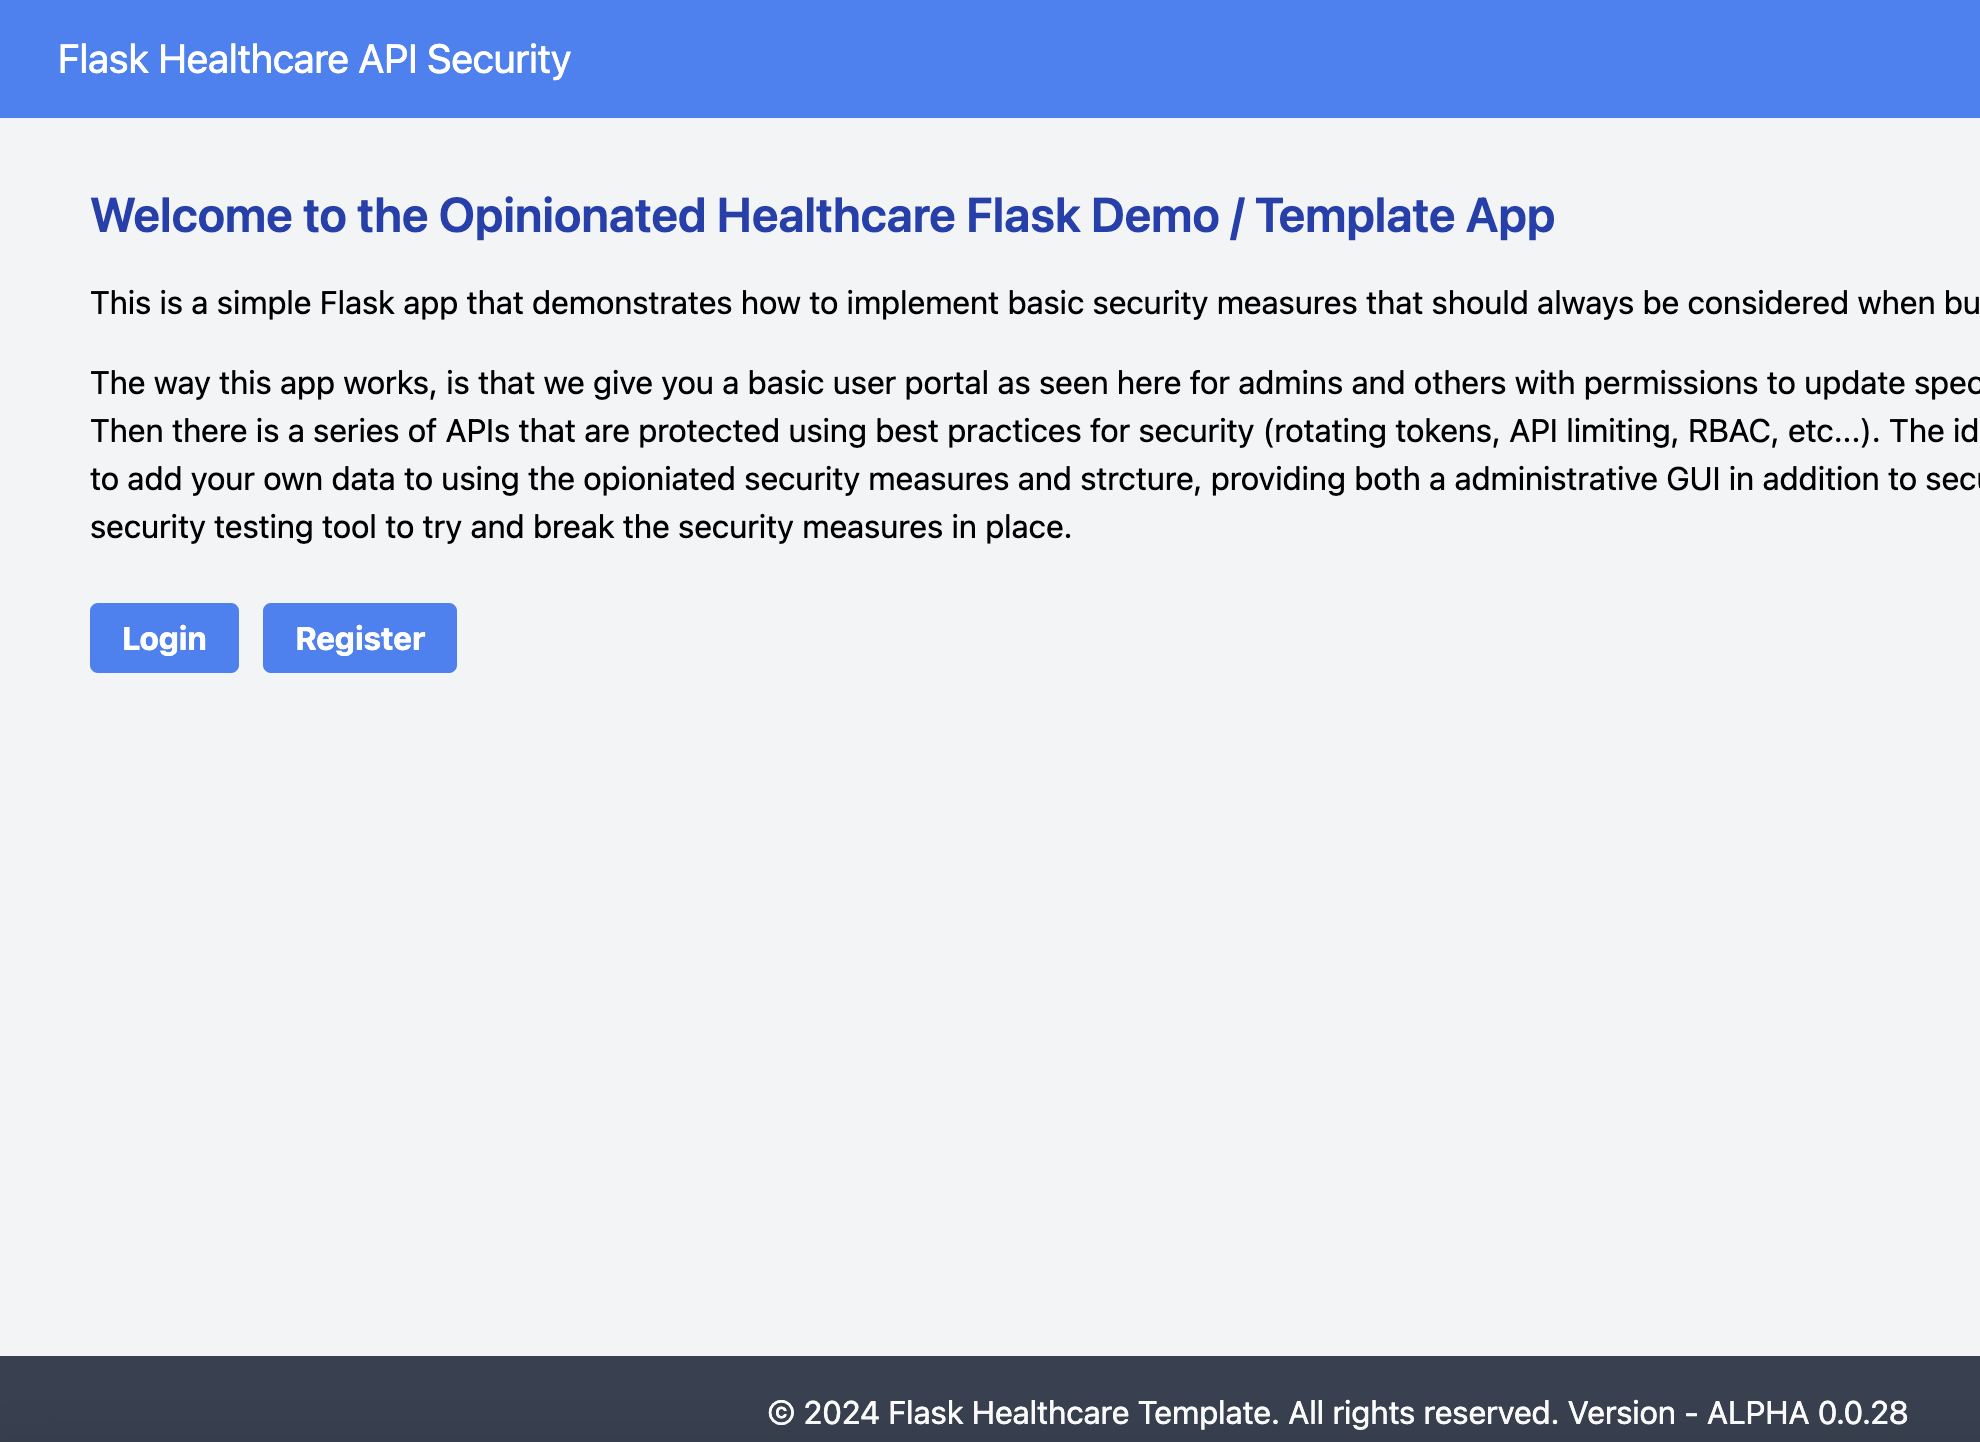 Flask Healthcare API Security
Welcome to the Opinionated Healthcare Flask Demo / Template App
This is a simple Flask app that demonstrates how to implement basic security measures that should always be considered when bu
The way this app works, is that we give you a basic user portal as seen here for admins and others with permissions to update spec
Then there is a series of APIs that are protected using best practices for security (rotating tokens, API limiting, RBAC, etc...). The id
to add your own data to using the opioniated security measures and strcture, providing both a administrative GUI in addition to secu
security testing tool to try and break the security measures in place.
Login
Register
© 2024 Flask Healthcare Template. All rights reserved. Version - ALPHA 0.0.28